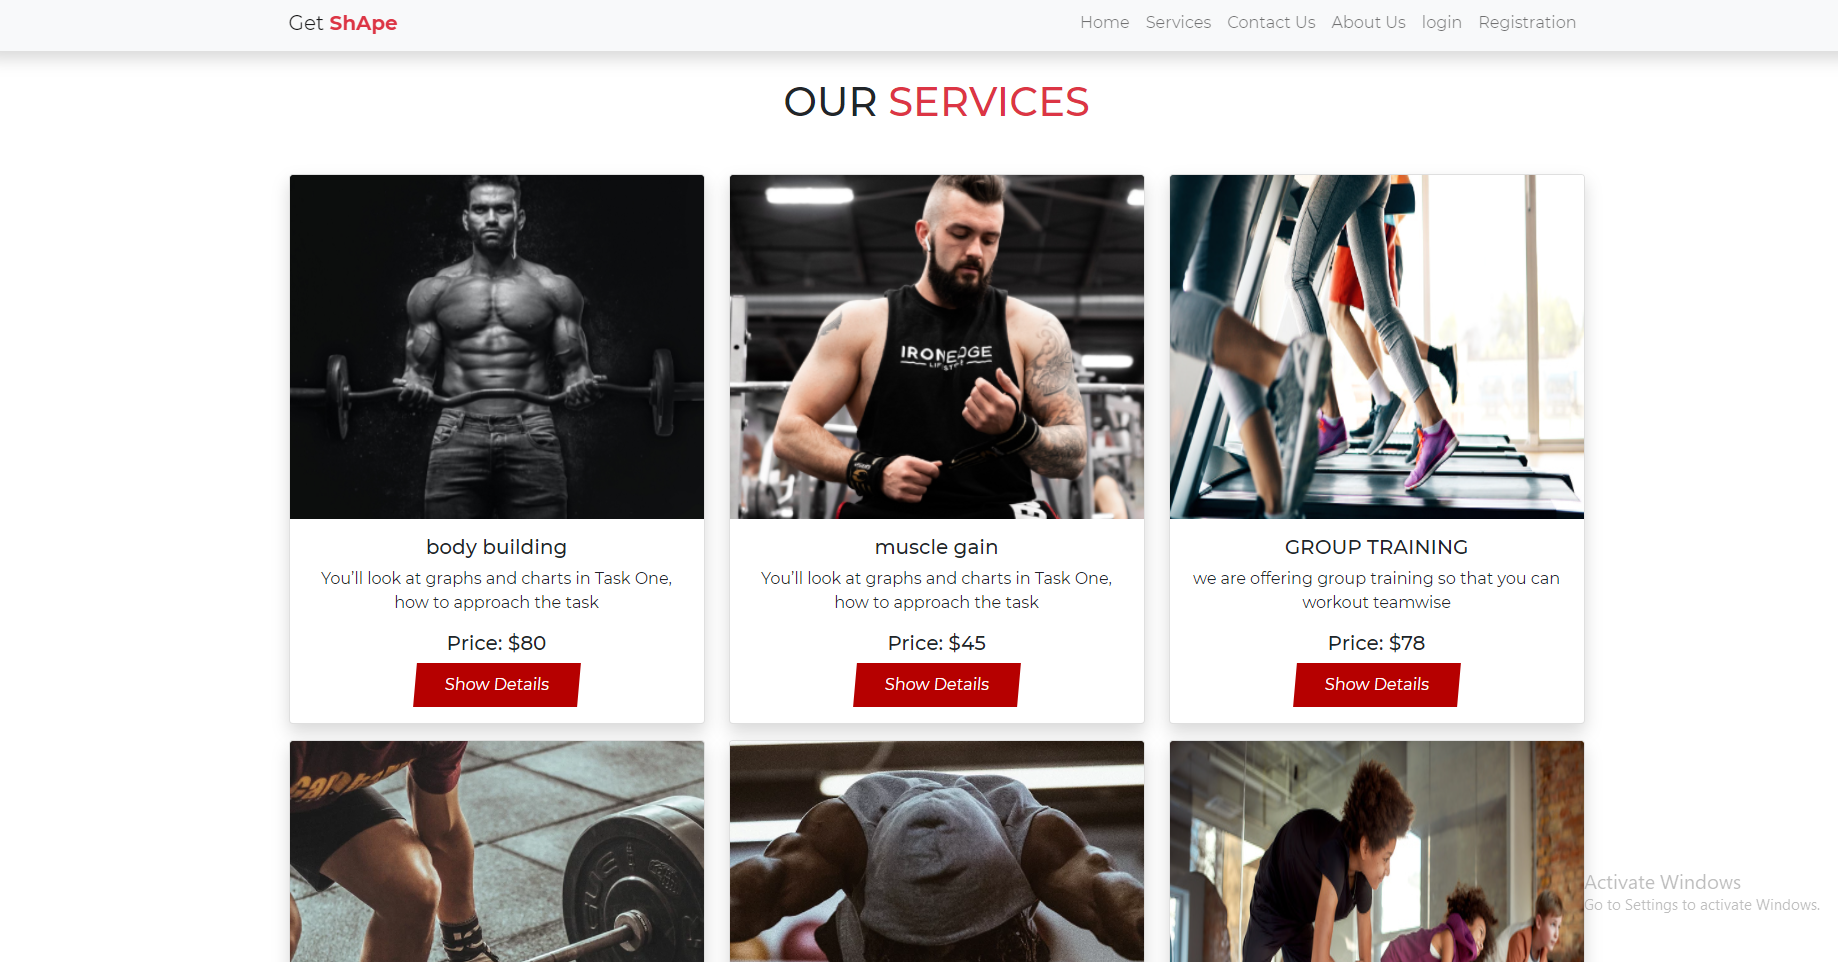 Get ShApe
Home Services Contact Us About Us login Registration
OUR SERVICES
IRONEDGE
body building
You'll look at graphs and charts in Task One,
how to approach the task
Price: $80
Show Details
muscle gain
You'll look at graphs and charts in Task One,
how to approach the task
Price: $45
Show Details
GROUP TRAINING
we are offering group training so that you can
workout teamwise
Price: $78
Show Details
Activate Windows
Go to Settings to activate Windows.